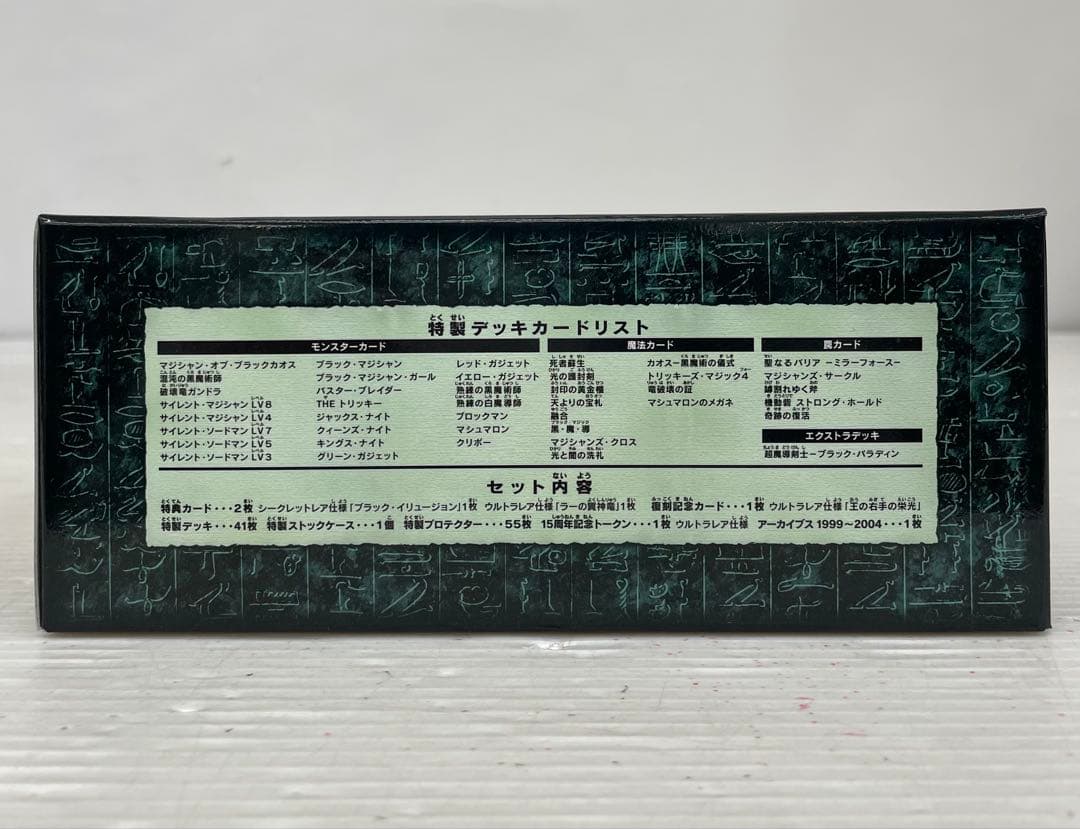 特製デッキカードリスト
モンスターカード
マジシャン・オブ・ブラックカオス
混沌の黒魔術師
破壊竜ガンドラ
サイレント・マジシャン LV8
サイレント・マジシャン LV4
サイレント・ソードマン LV7
サイレント・ソードマン LV5
サイレント・ソードマン LV3
ブラック・マジシャン
ブラック・マジシャン・ガール
バスター・ブレイダー
THE トリッキー
ジャックス・ナイト
クィーンズ・ナイト
キングス・ナイト
グリーン・ガジェット
レッド・ガジェット
イエロー・ガジェット
熟練の黒魔術師
熟練の白魔導師
ブロックマン
マシュマロン
クリボー
魔法カード
死者蘇生
光の護封剣
封印の黄金櫃
天よりの宝札
融合
黒・魔・導
マジシャンズ・クロス
光と闇の洗礼
カオスー黒魔術の儀式
トリッキーズ・マジック4
竜破壊の証
マシュマロンのメガネ
罠カード
聖なるバリア －ミラーフォース－
マジシャンズ・サークル
縛割れゆく斧
機動砦 ストロング・ホールド
奇跡の復活
エクストラデッキ
超魔導剣士－ブラック・パラディン
セット内容
特典カード・・・2枚 シークレットレア仕様「ブラック・イリュージョン」1枚 ウルトラレア仕様「ラーの翼神竜」1枚 復刻記念カード・・・1枚 ウルトラレア仕様「王の右手の栄光」
特製デッキ・・・41枚 特製ストックケース・・・1個 特製プロテクター・・・55枚 15周年記念トークン・・・1枚 ウルトラレア仕様 アーカイブス 1999～2004・・・1枚